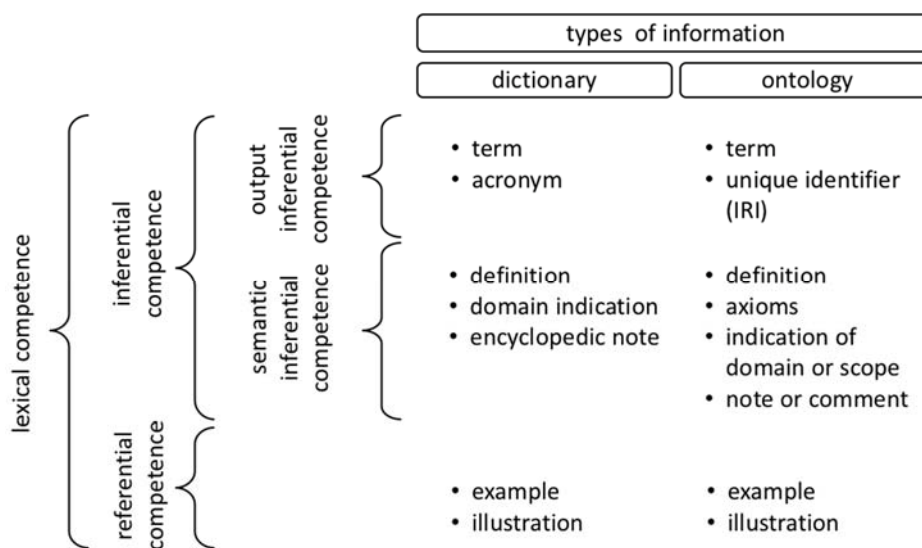 types of information
dictionary
ontology
lexical competence
inferential
competence
output
inferential
competence
• term
• acronym
• term
• unique identifier
(IRI)
semantic
inferential
competence
• definition
• domain indication
• encyclopedic note
• definition
• axioms
• indication of
domain or scope
• note or comment
referential
competence
• example
• illustration
• example
• illustration